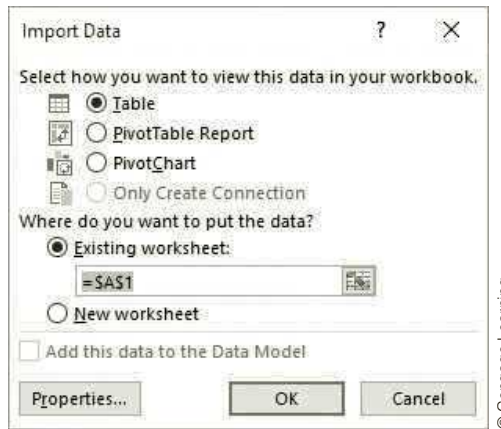 Import Data ?
Select how you want to view this data in your workbook.
Table
PivotTable Report
PivotChart
Only Create Connection
Where do you want to put the data?
Existing worksheet:
=$A$1
New worksheet
Add this data to the Data Model
Properties... OK Cancel